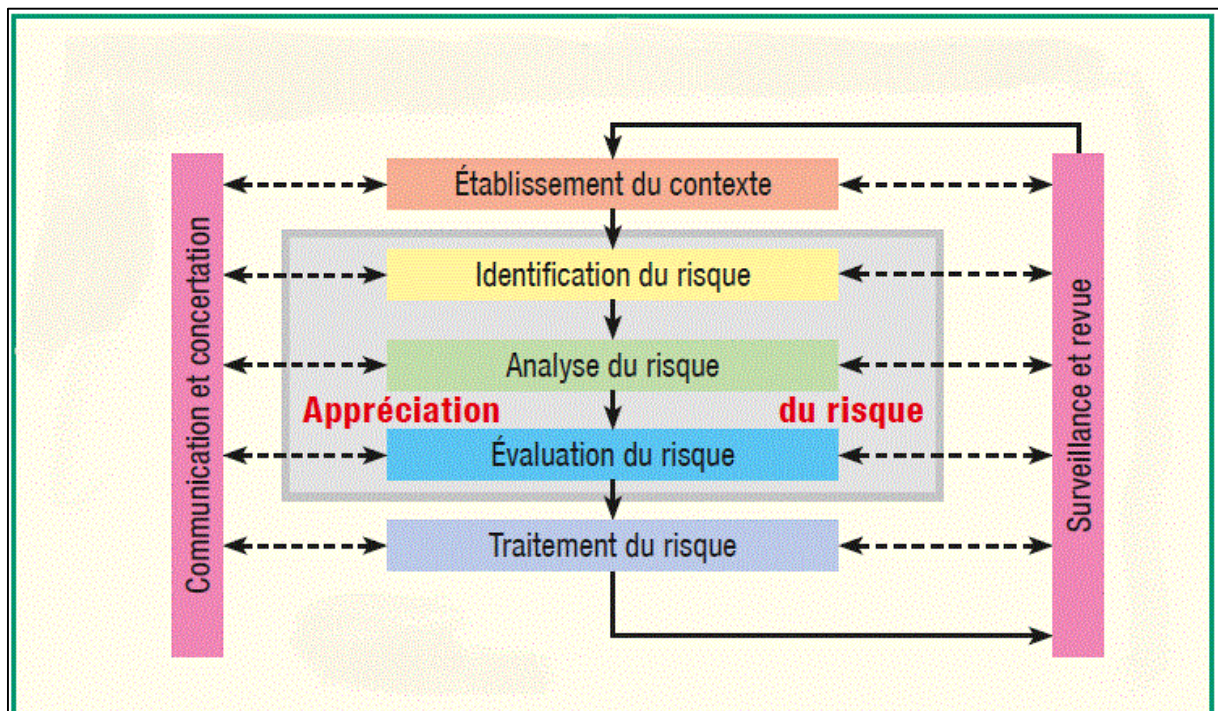 Établissement du contexte
Identification du risque
Analyse du risque
Appréciation du risque
Évaluation du risque
Traitement du risque
Communication et concertation
Surveillance et revue